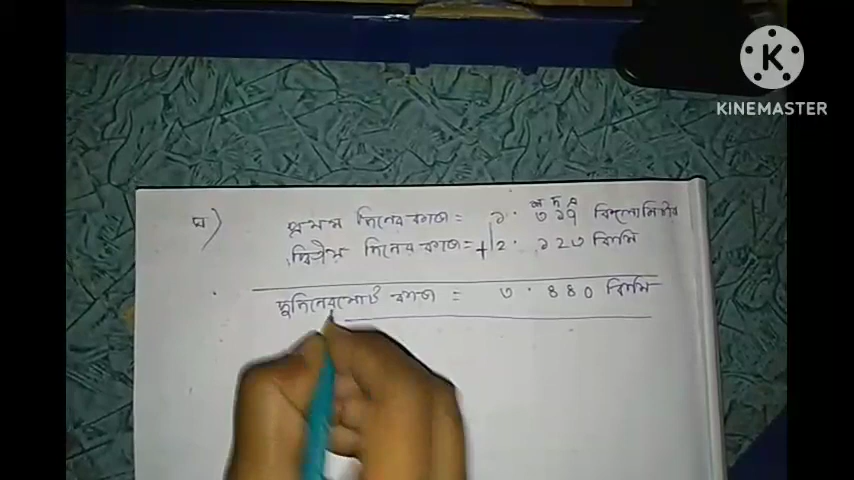 KINEMASTER
শ দ এ
ঘ) প্রথম দিনের কাজ = ১.৩১৭ কিলোমিটার
দ্বিতীয় দিনের কাজ = +২.১২৩ কিমি
দুদিনের মোট কাজ = ৩.৪৪০ কিমি